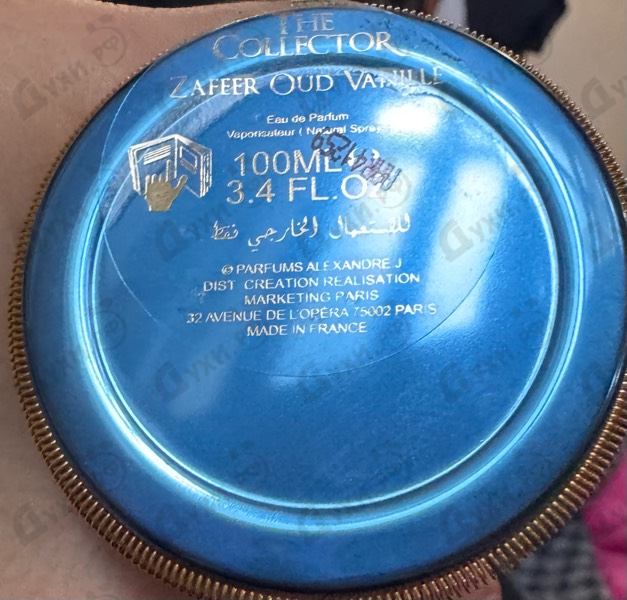 THE
COLLECTOR
ZAFEER OUD VANILLE
Eau de Parfum
Vaporisateur ( Natural Spray
100ML
3.4 FL.OZ
للاستعمال الخارجي فقط
© PARFUMS ALEXANDRE J
DIST CREATION REALISATION
MARKETING PARIS
32 AVENUE DE L'OPÉRA 75002 PARIS
MADE IN FRANCE